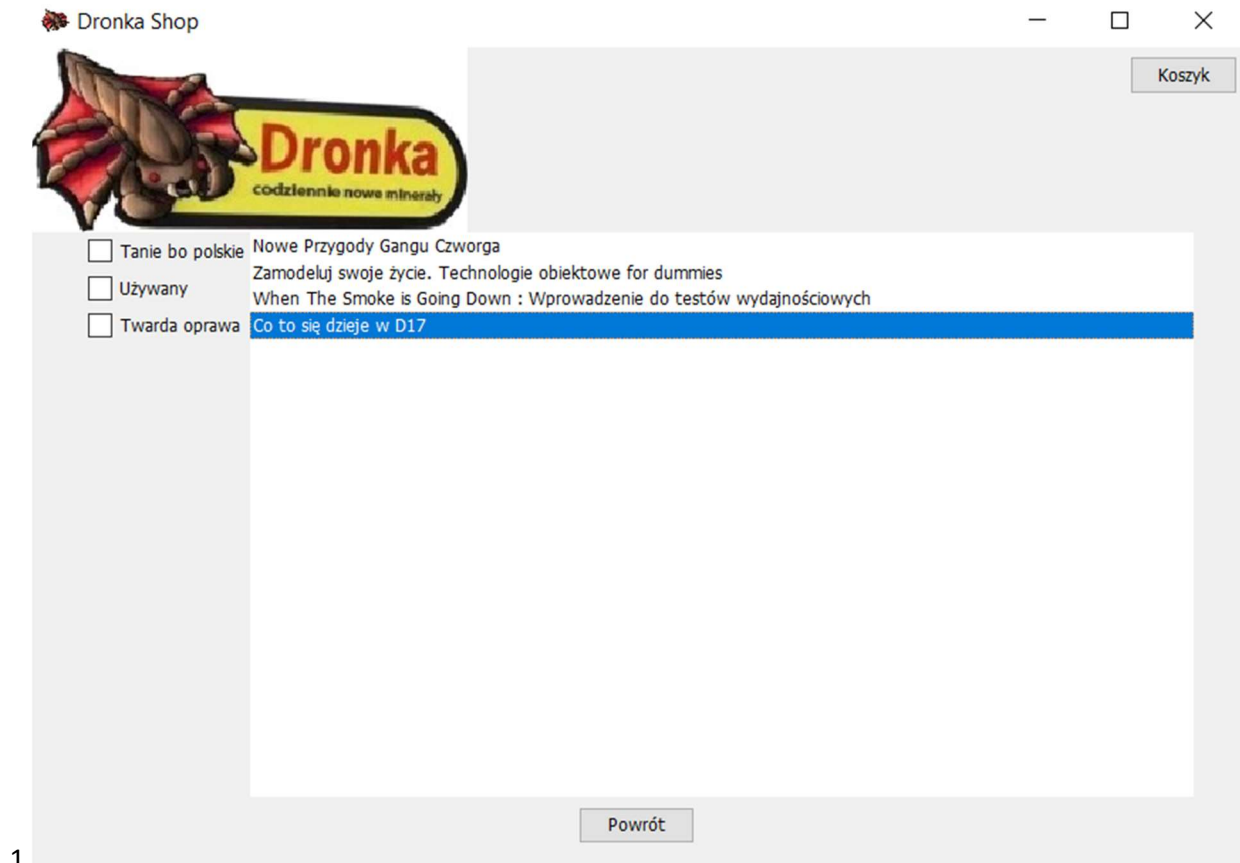 Dronka Shop
Koszyk
Dronka
codziennie nowe minerały
Tanie bo polskie
Używany
Twarda oprawa
Nowe Przygody Gangu Czworga
Zamodeluj swoje życie. Technologie obiektowe for dummies
When The Smoke is Going Down : Wprowadzenie do testów wydajnościowych
Co to się dzieje w D17
Powrót
1